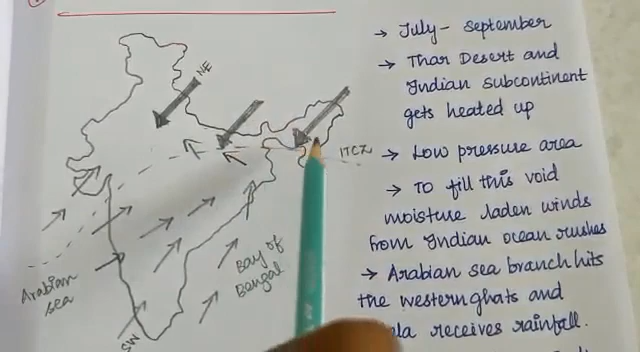 NE
ITCZ
Arabian
sea
Bay of
Bengal
SW
→ July - September
→ Thar Desert and
Indian subcontinent
gets heated up
→ Low pressure area
→ To fill this void
moisture laden winds
from Indian ocean rushes
→ Arabian sea branch hits
the western ghats and
receives rainfall.